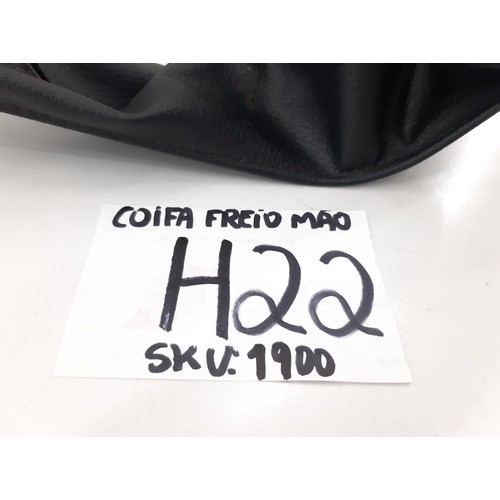 COIFA FREIO MAO
H22
SKU: 1900